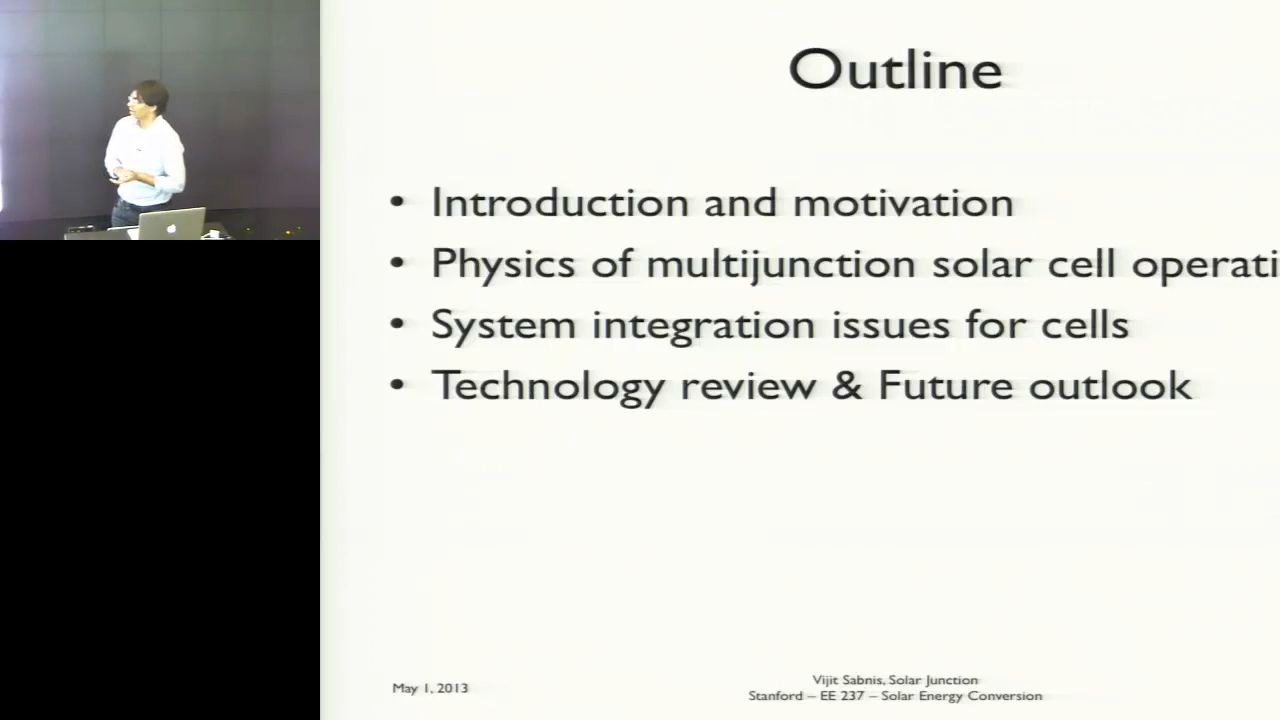 Outline
• Introduction and motivation
• Physics of multijunction solar cell operati
• System integration issues for cells
• Technology review & Future outlook
May 1, 2013
Vijit Sabnis, Solar Junction
Stanford – EE 237 – Solar Energy Conversion